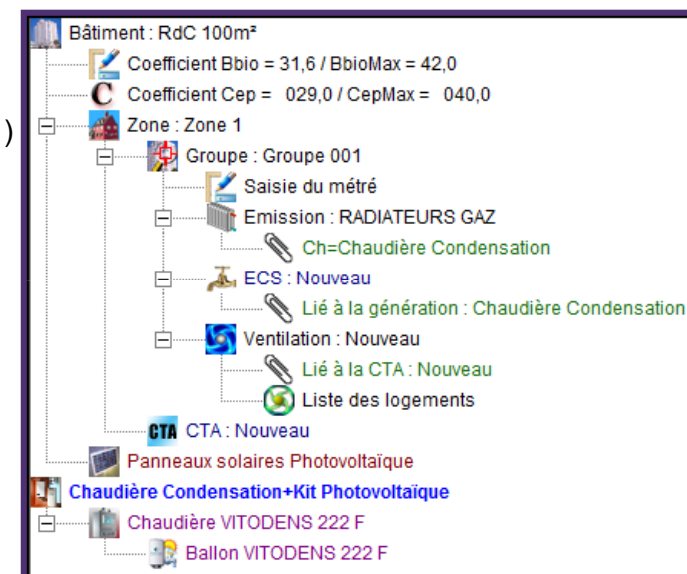 Bâtiment : RdC 100m²
Coefficient Bbio = 31,6 / BbioMax = 42,0
C Coefficient Cep = 029,0 / CepMax = 040,0
) Zone : Zone 1
Groupe : Groupe 001
Saisie du métré
Emission : RADIATEURS GAZ
Ch=Chaudière Condensation
ECS : Nouveau
Lié à la génération : Chaudière Condensation
Ventilation : Nouveau
Lié à la CTA : Nouveau
Liste des logements
CTA CTA : Nouveau
Panneaux solaires Photovoltaïque
Chaudière Condensation+Kit Photovoltaïque
Chaudière VITODENS 222 F
Ballon VITODENS 222 F